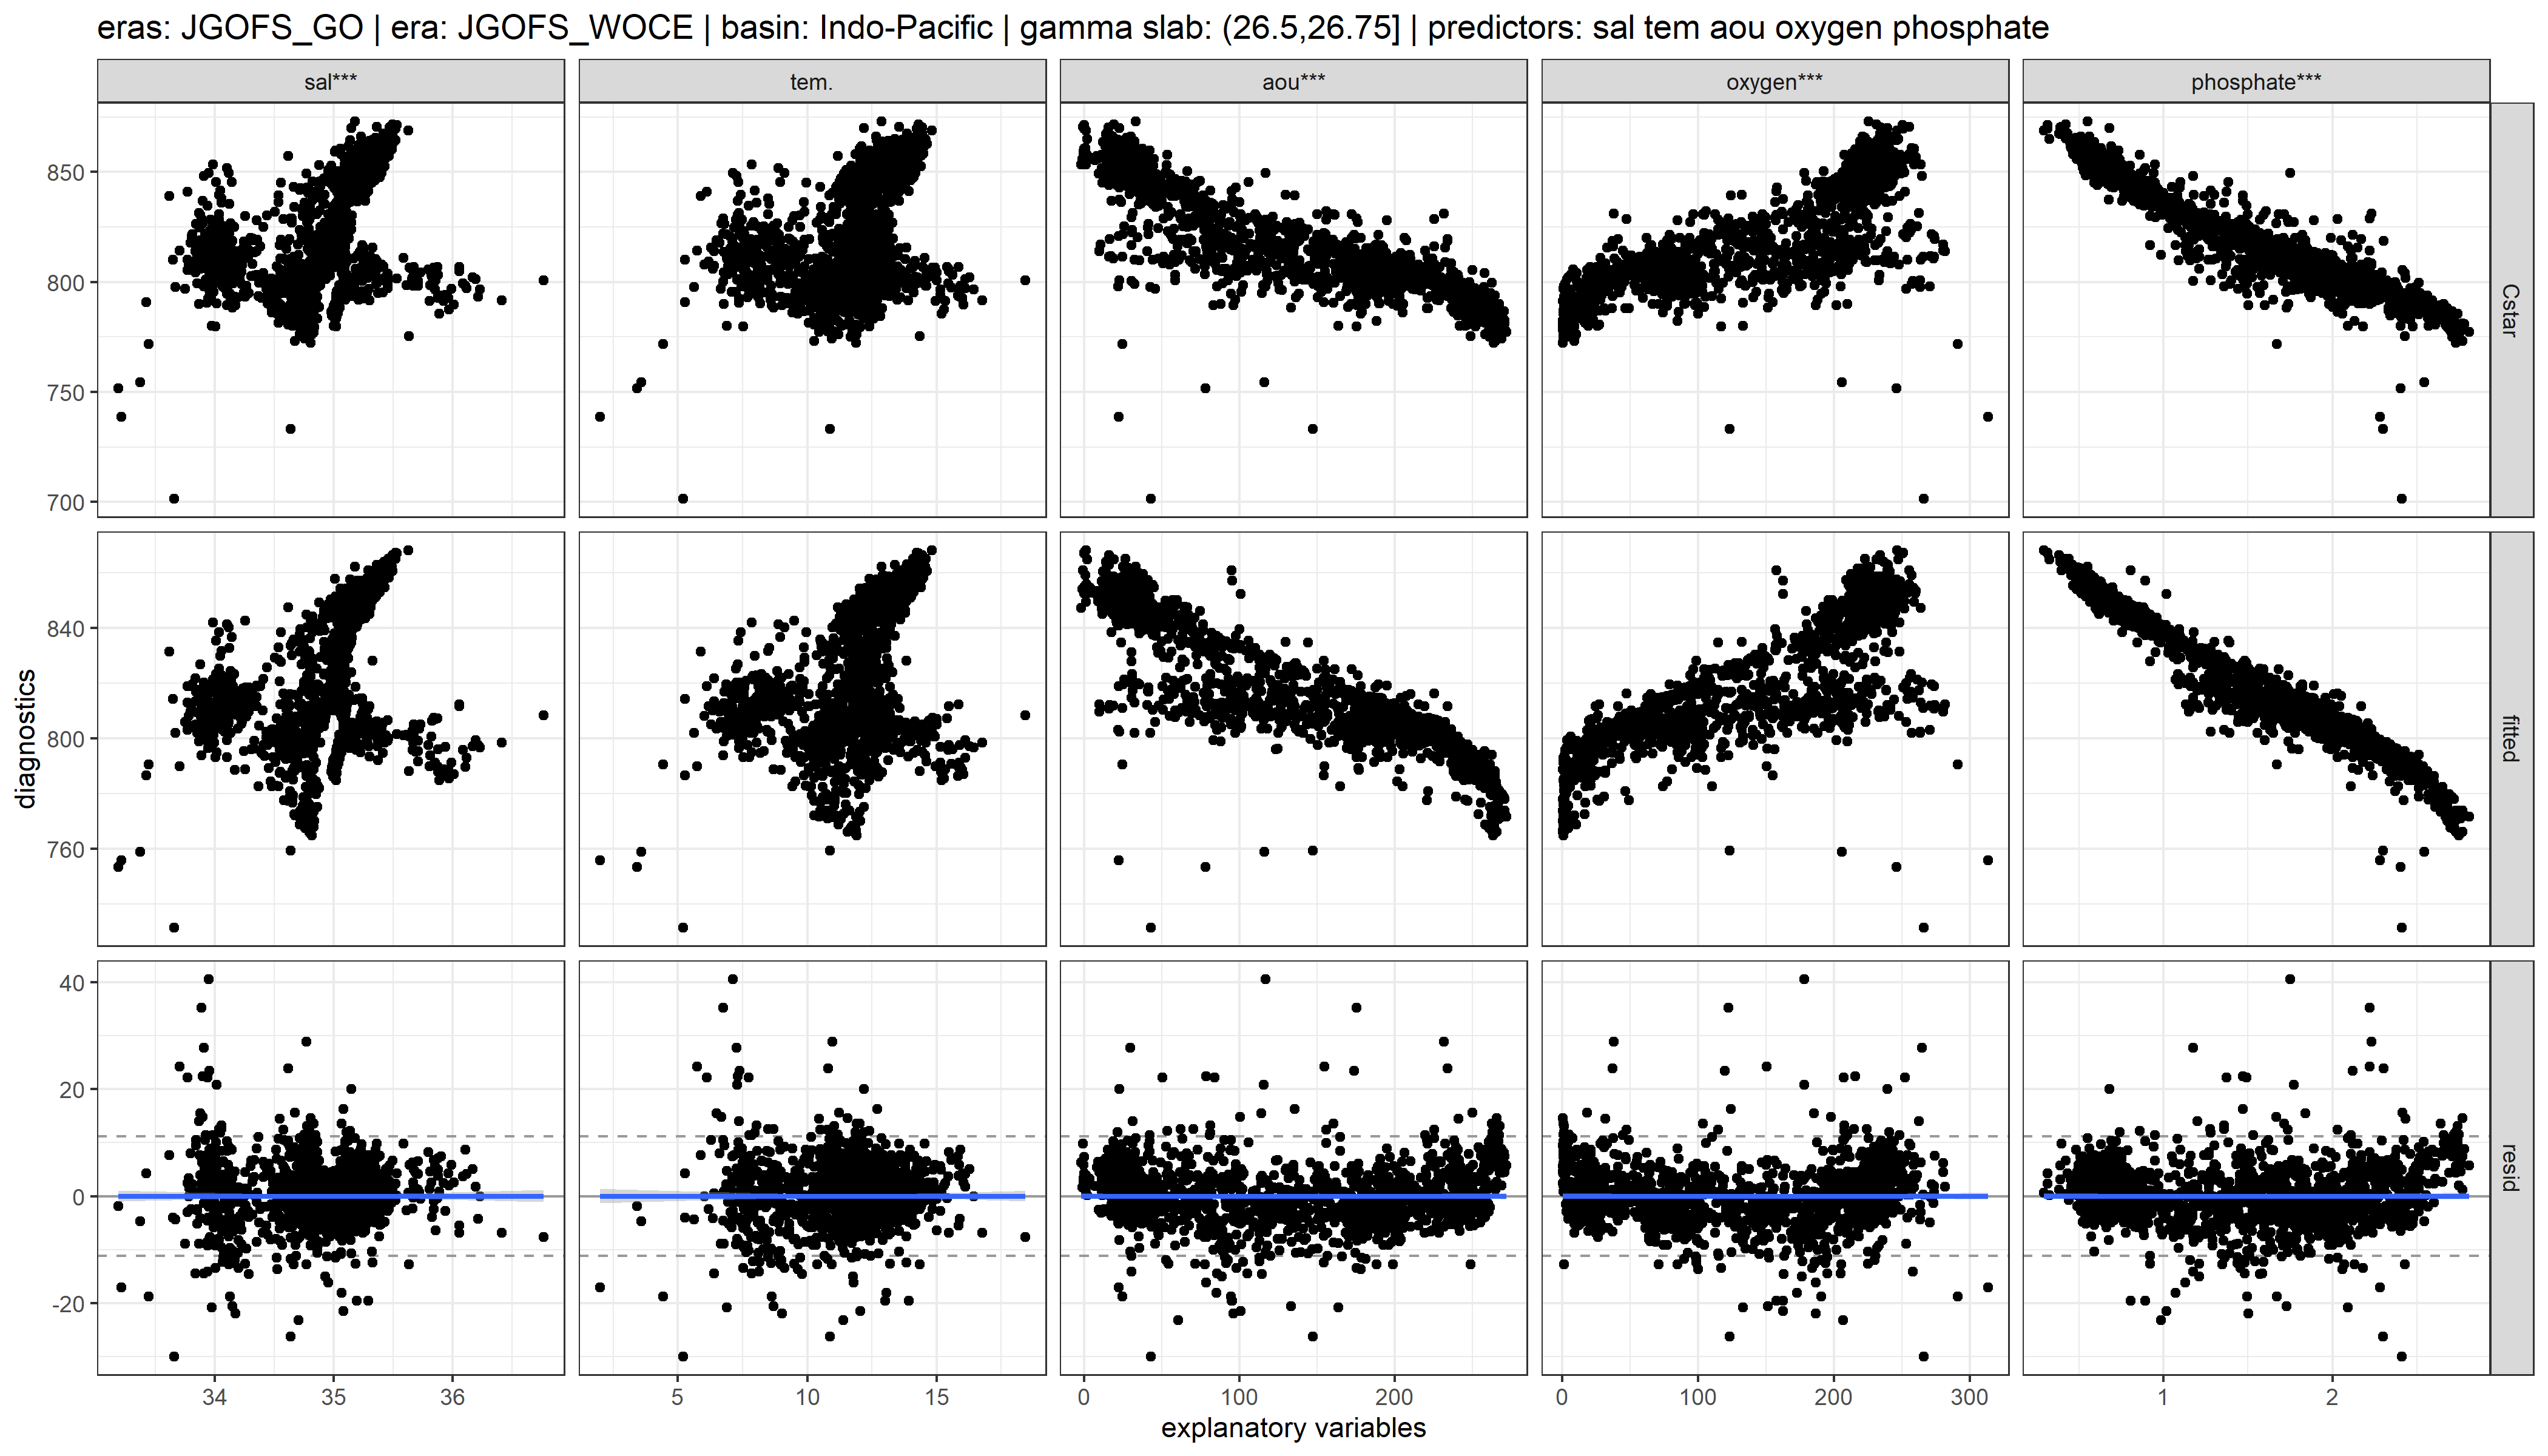 eras: JGOFS_GO | era: JGOFS_WOCE | basin: Indo-Pacific | gamma slab: (26.5,26.75] | predictors: sal tem aou oxygen phosphate
sal***
tem.
aou***
oxygen***
phosphate***
850
800
750
700
Cstar
840
800
760
fitted
diagnostics
40
20
0
-20
resid
34 35 36
5 10 15
0 100 200
0 100 200 300
1 2
explanatory variables